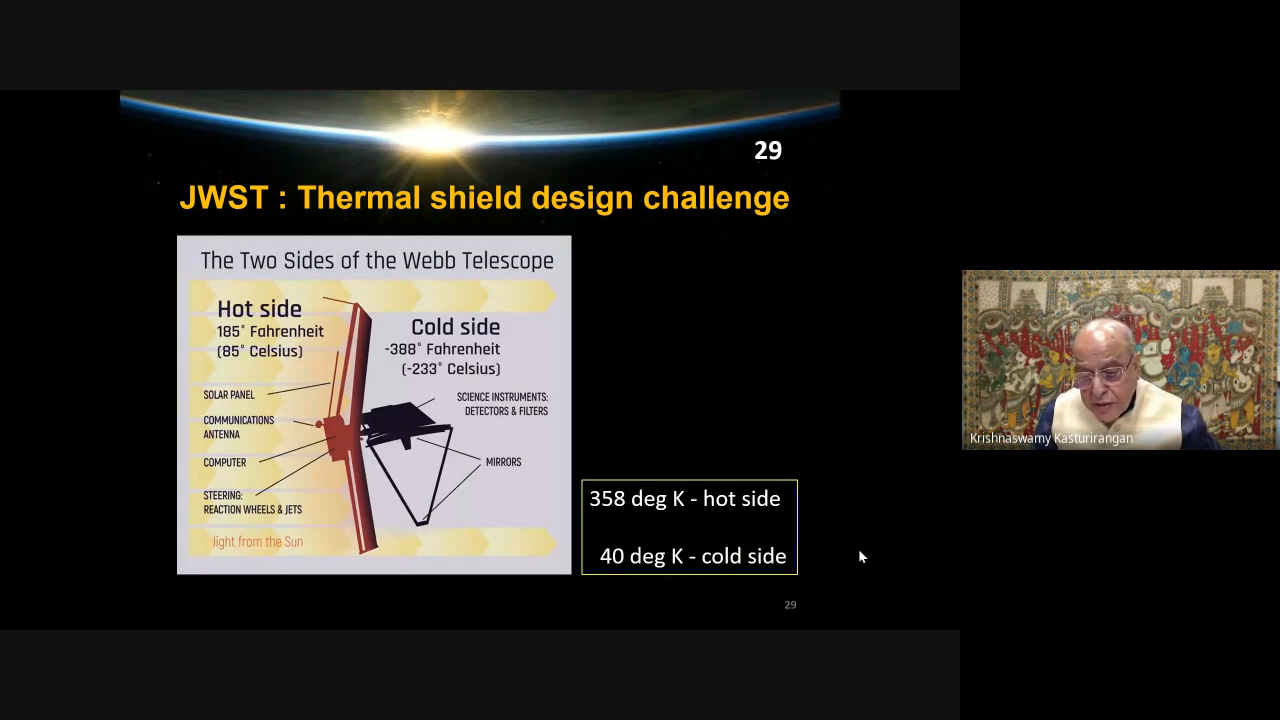 29
JWST : Thermal shield design challenge
The Two Sides of the Webb Telescope
Hot side
185° Fahrenheit
(85° Celsius)
Cold side
-388° Fahrenheit
(-233° Celsius)
SOLAR PANEL
COMMUNICATIONS
ANTENNA
COMPUTER
STEERING:
REACTION WHEELS & JETS
light from the Sun
SCIENCE INSTRUMENTS:
DETECTORS & FILTERS
MIRRORS
358 deg K - hot side
40 deg K - cold side
29
Krishnaswamy Kasturirangan